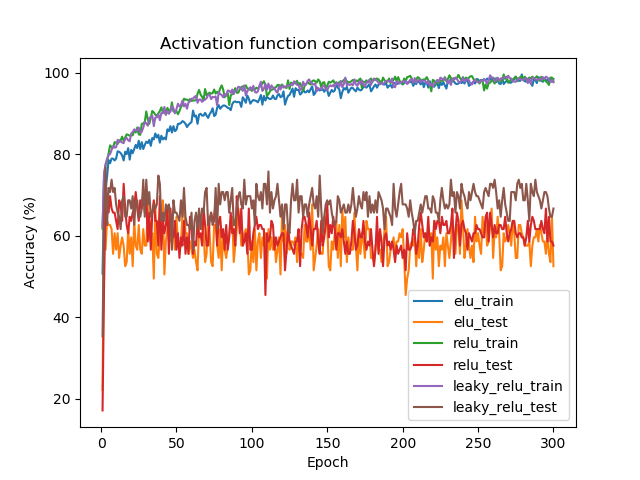 Activation function comparison(EEGNet)
100
80
60
40
20
Accuracy (%)
elu_train
elu_test
relu_train
relu_test
leaky_relu_train
leaky_relu_test
0 50 100 150 200 250 300
Epoch